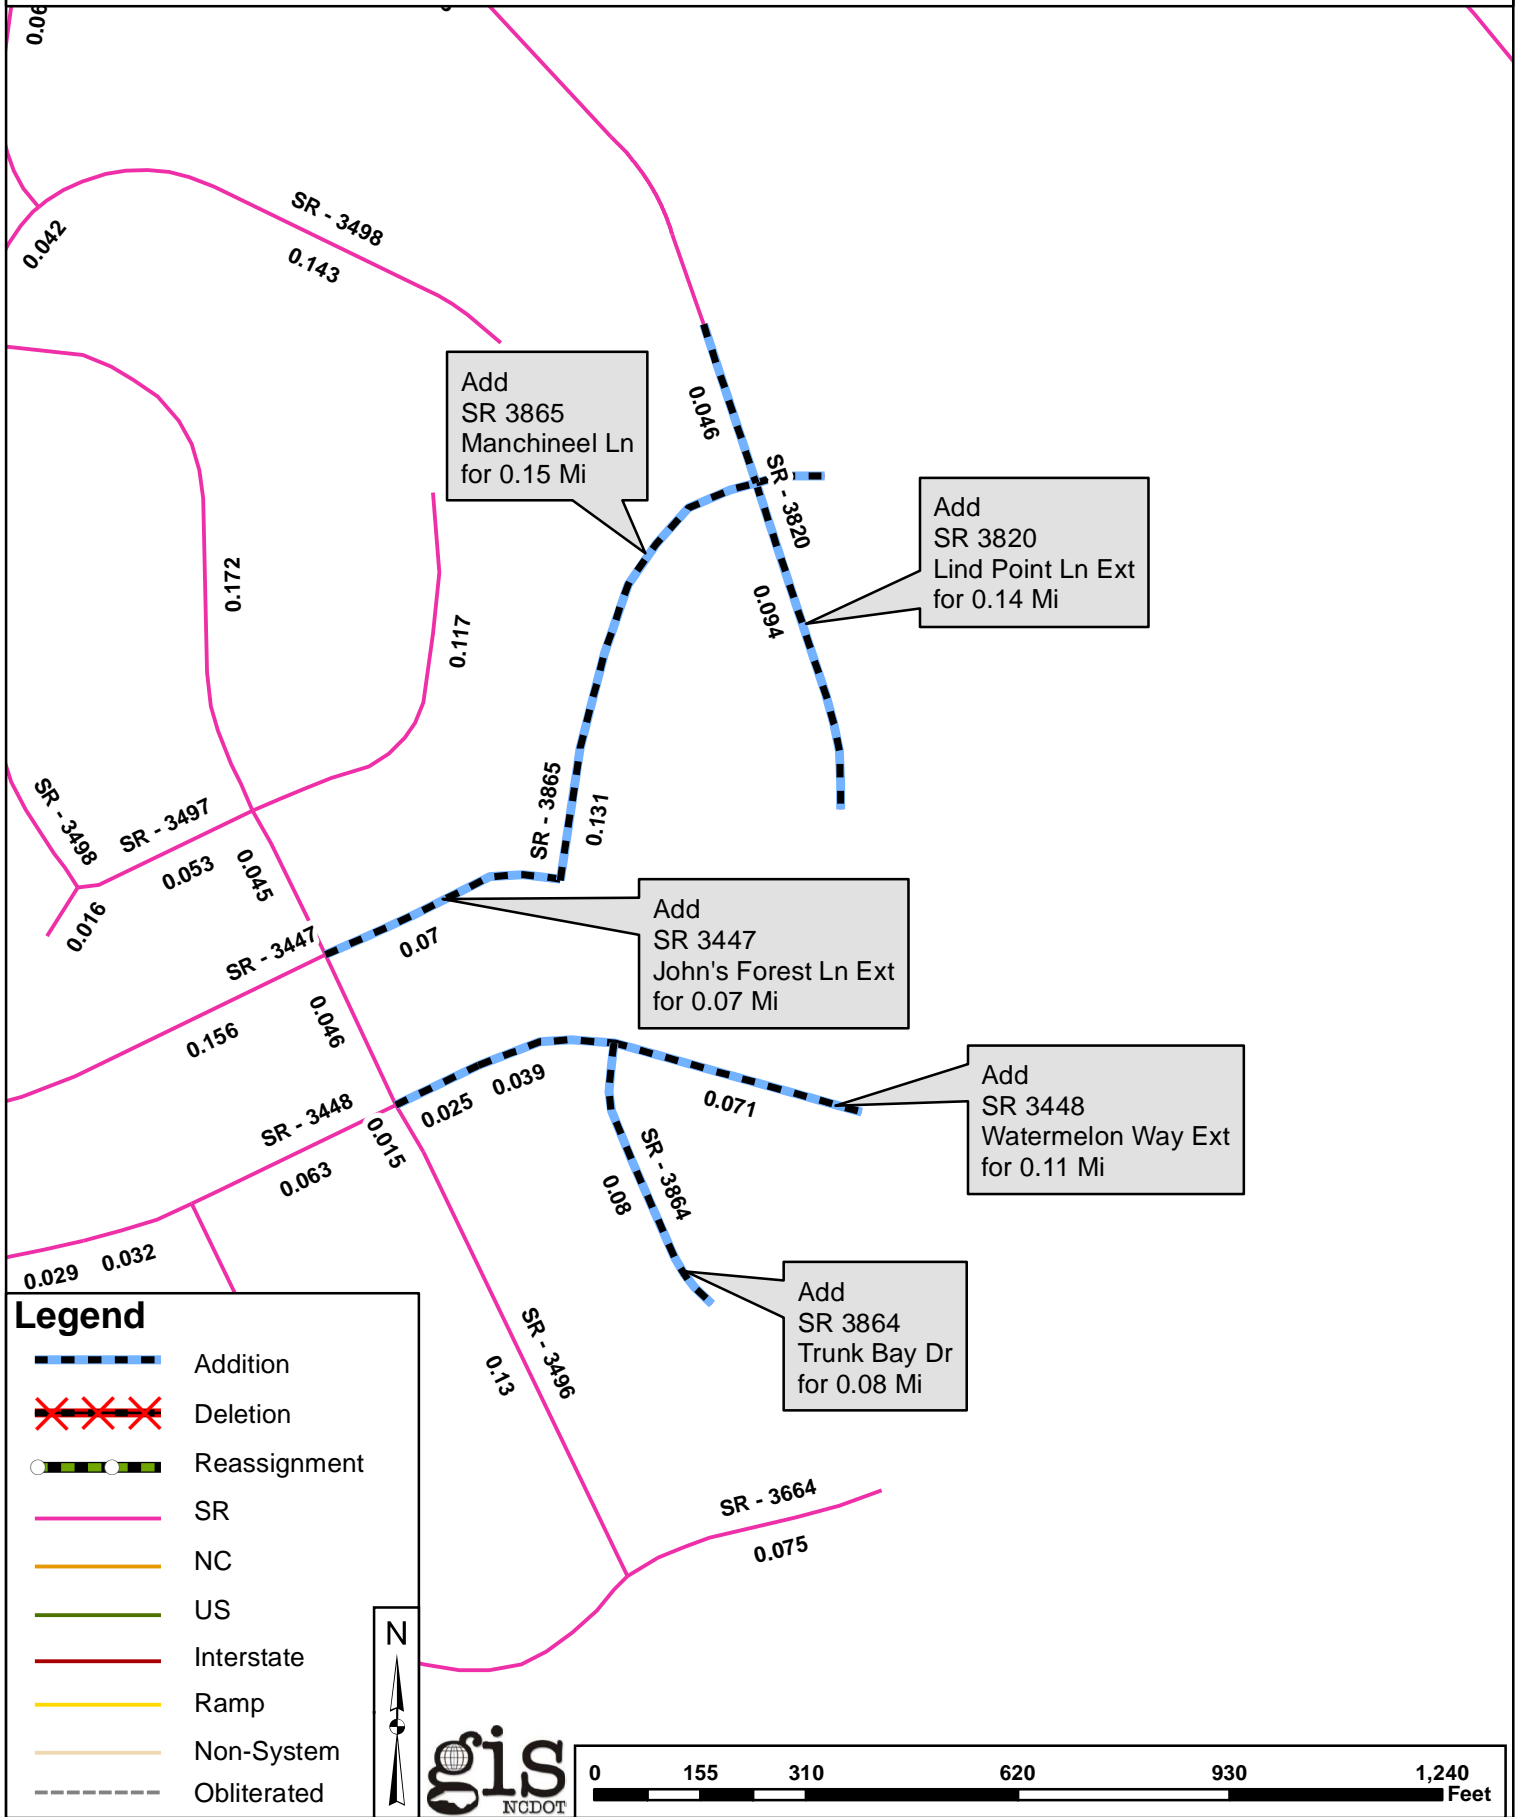 0.06
0.042
SR - 3498
0.143
Add
SR 3865
Manchineel Ln
for 0.15 Mi
0.046
SR - 3820
Add
SR 3820
Lind Point Ln Ext
for 0.14 Mi
0.094
0.172
0.117
SR - 3865
0.131
SR - 3498
SR - 3497
0.053
0.045
0.016
SR - 3447
0.07
Add
SR 3447
John's Forest Ln Ext
for 0.07 Mi
0.156
0.046
0.039
0.025
0.071
Add
SR 3448
Watermelon Way Ext
for 0.11 Mi
SR - 3448
0.015
0.063
SR - 3864
0.08
0.032
0.029
Add
SR 3864
Trunk Bay Dr
for 0.08 Mi
SR - 3496
0.13
SR - 3664
0.075
Legend
Addition
Deletion
Reassignment
SR
NC
US
Interstate
Ramp
Non-System
Obliterated
N
gis
NCDOT
0 155 310 620 930 1,240
Feet